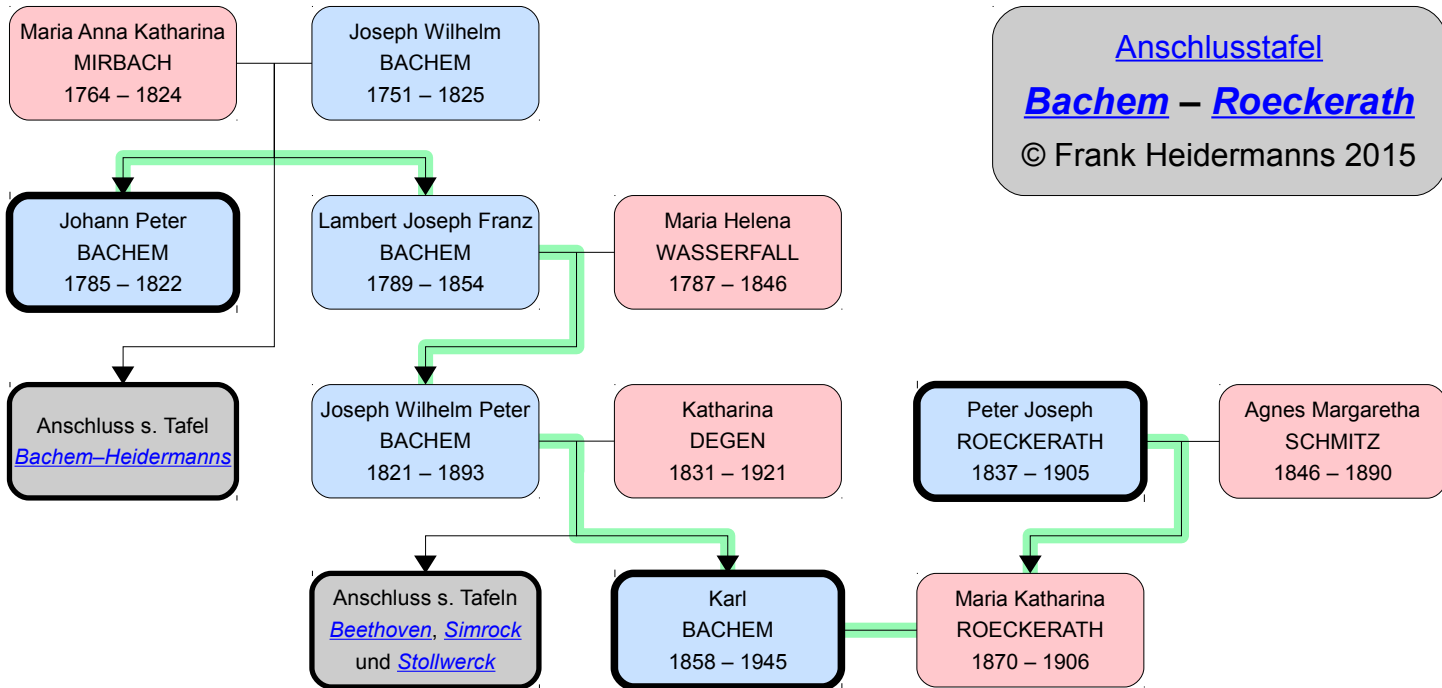 Maria Anna Katharina
MIRBACH
1764 – 1824
Joseph Wilhelm
BACHEM
1751 – 1825
Anschlusstafel
Bachem – Roeckerath
© Frank Heidermanns 2015
Johann Peter
BACHEM
1785 – 1822
Lambert Joseph Franz
BACHEM
1789 – 1854
Maria Helena
WASSERFALL
1787 – 1846
Anschluss s. Tafel
Bachem–Heidermanns
Joseph Wilhelm Peter
BACHEM
1821 – 1893
Katharina
DEGEN
1831 – 1921
Peter Joseph
ROECKERATH
1837 – 1905
Agnes Margaretha
SCHMITZ
1846 – 1890
Anschluss s. Tafeln
Beethoven, Simrock
und Stollwerck
Karl
BACHEM
1858 – 1945
Maria Katharina
ROECKERATH
1870 – 1906